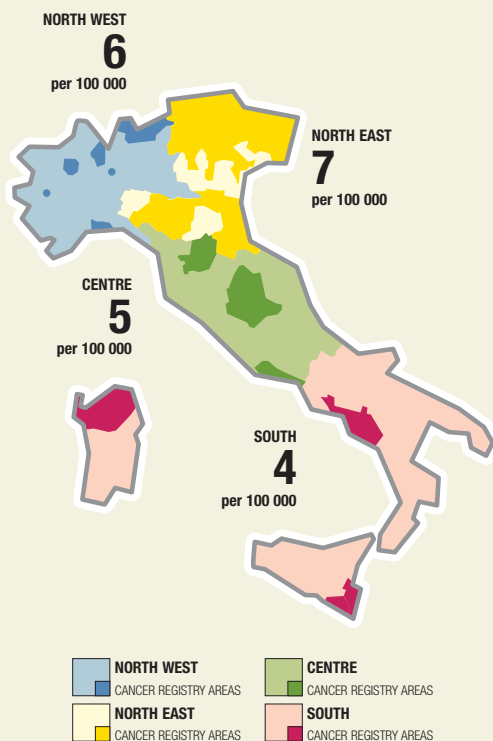 NORTH WEST
6
per 100 000
NORTH EAST
7
per 100 000
CENTRE
5
per 100 000
SOUTH
4
per 100 000
NORTH WEST
CANCER REGISTRY AREAS
CENTRE
CANCER REGISTRY AREAS
NORTH EAST
CANCER REGISTRY AREAS
SOUTH
CANCER REGISTRY AREAS